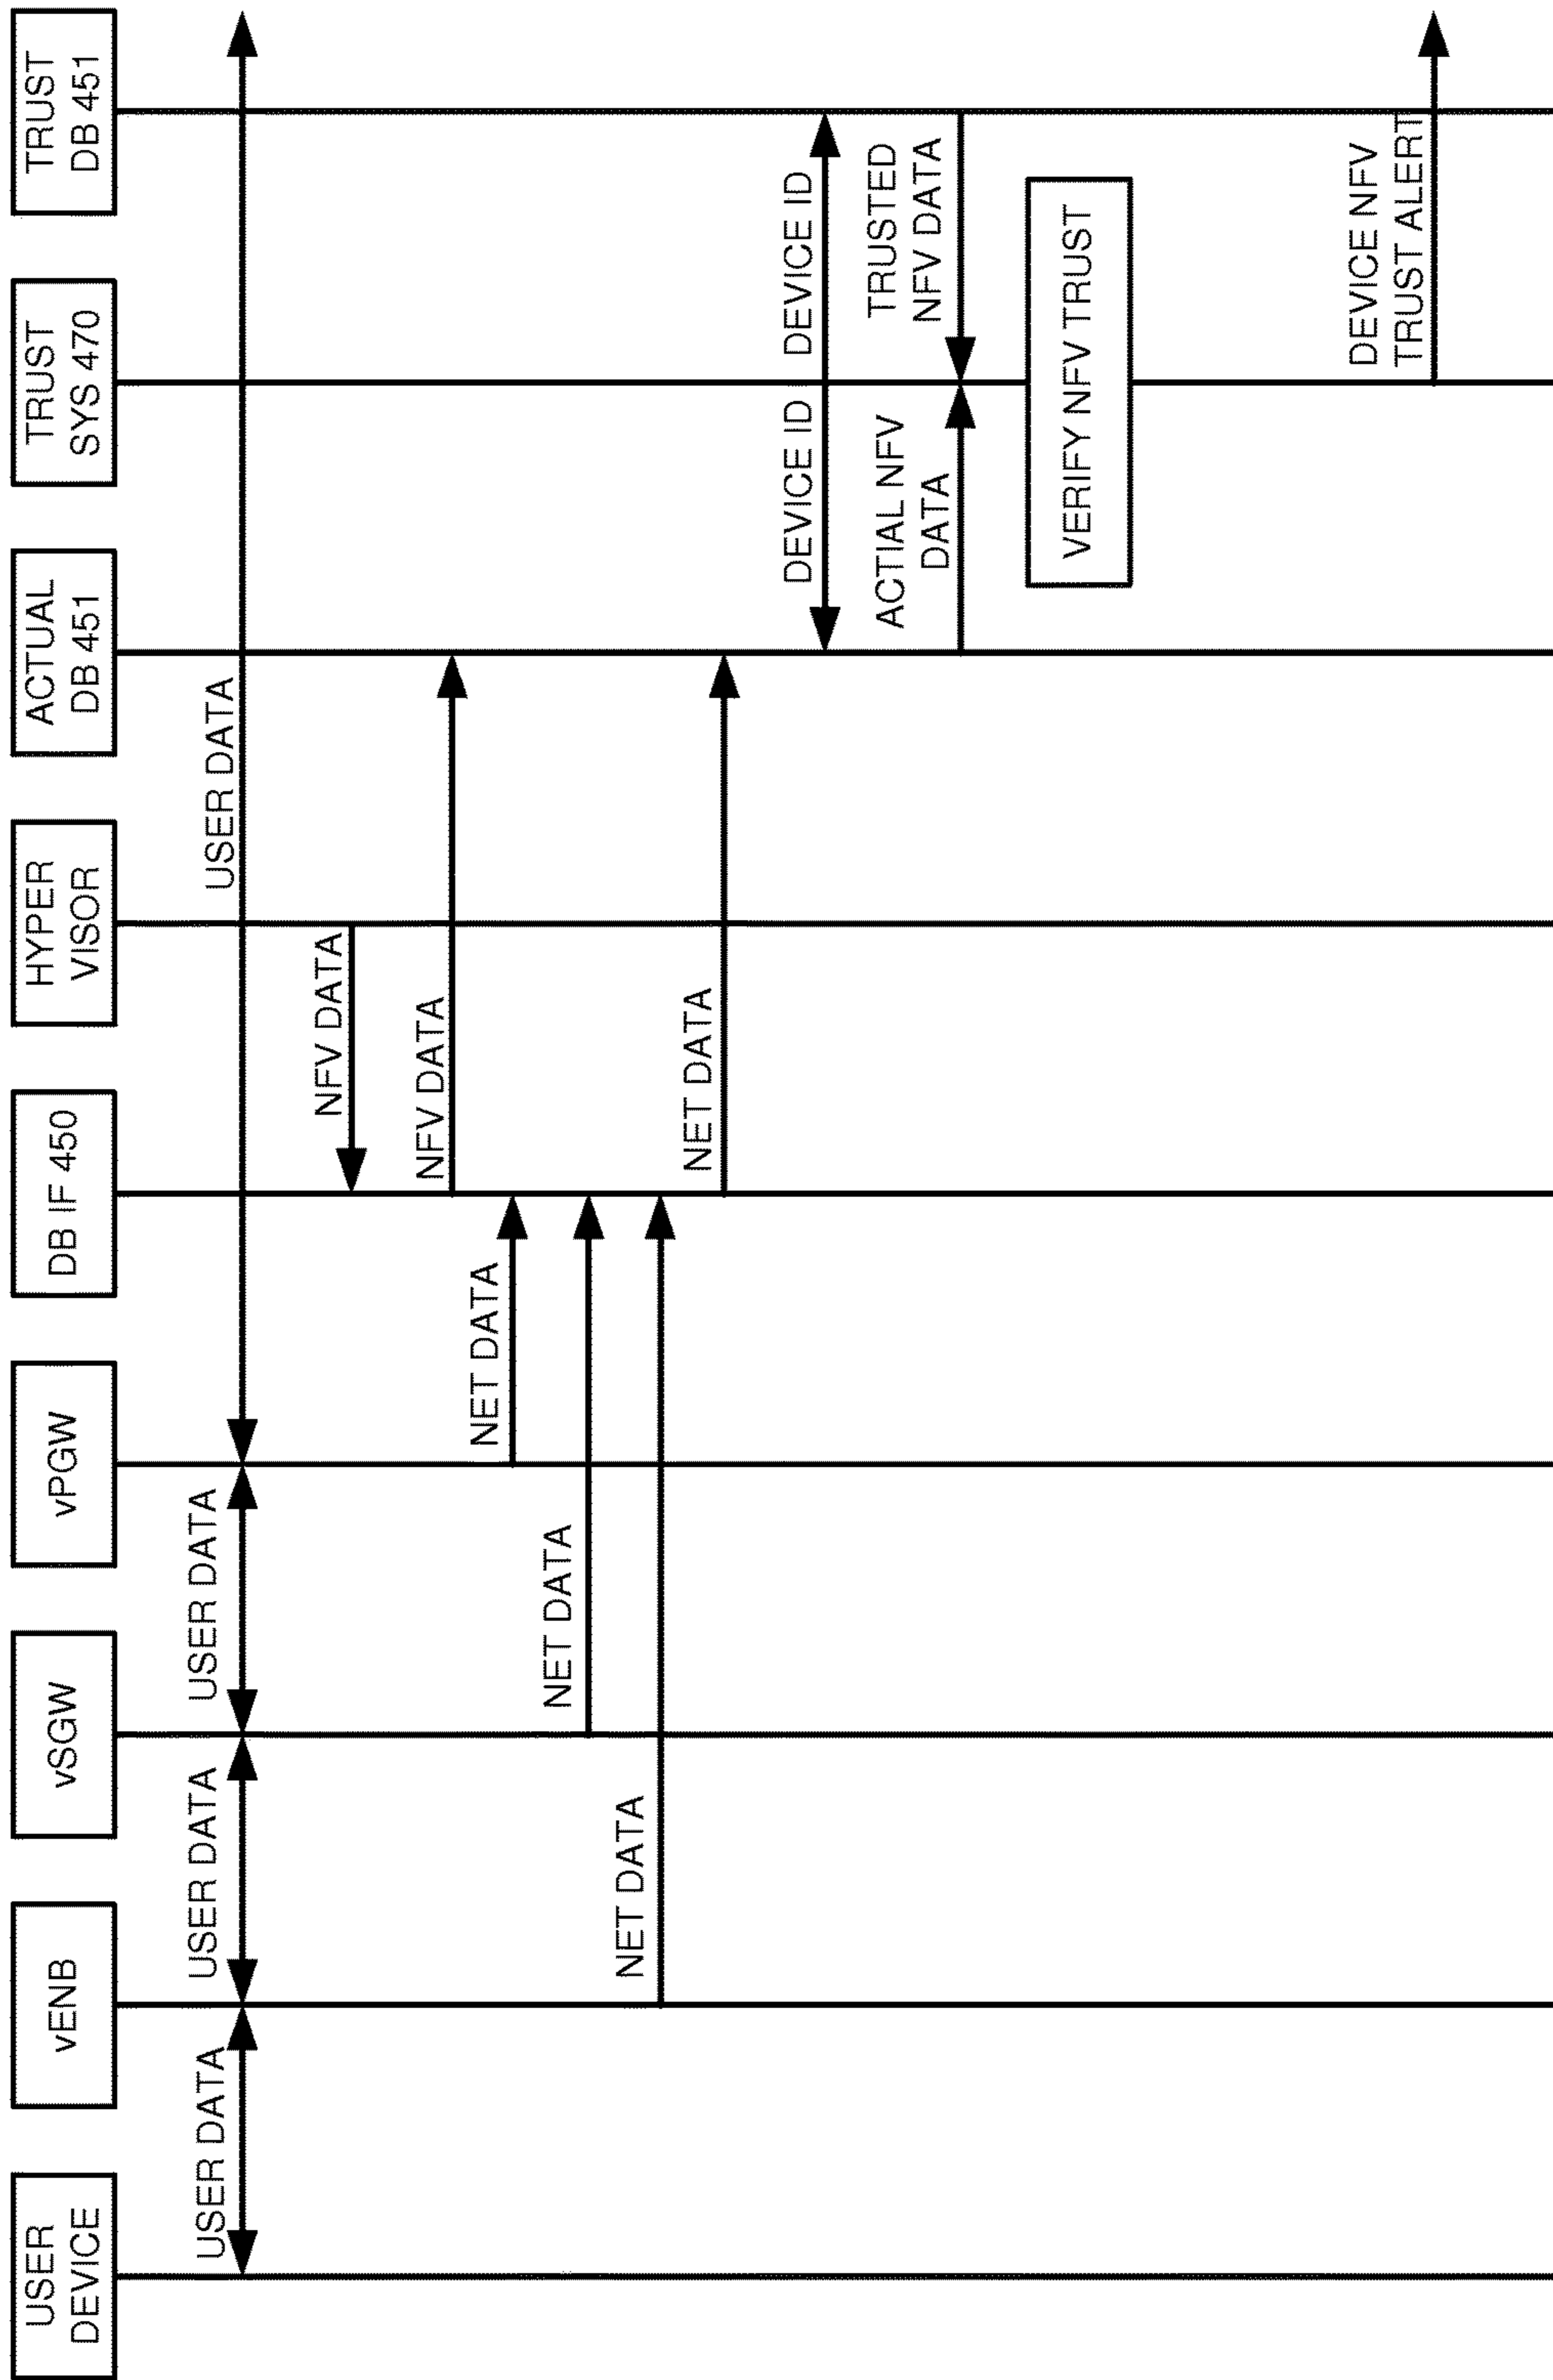 USER
DEVICE
vENB
vSGW
vPGW
DB IF 450
HYPER
VISOR
ACTUAL
DB 451
TRUST
SYS 470
TRUST
DB 451
USER DATA
USER DATA
USER DATA
USER DATA
NFV DATA
NFV DATA
NET DATA
NET DATA
NET DATA
NET DATA
DEVICE ID
DEVICE ID
ACTIAL NFV
DATA
TRUSTED
NFV DATA
VERIFY NFV TRUST
DEVICE NFV
TRUST ALERT